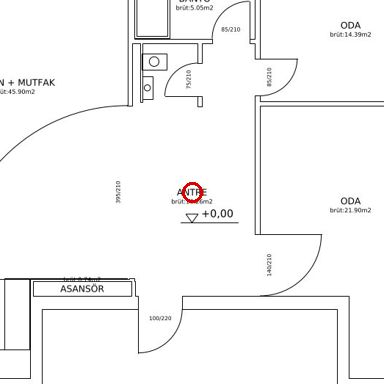 BANYO
brüt:5.05m2
85/210
ODA
brüt:14.39m2
N + MUTFAK
üt:45.90m2
75/210
85/210
395/210
ANTRE
+0,00
ODA
brüt:21.90m2
140/210
ASANSÖR
100/220